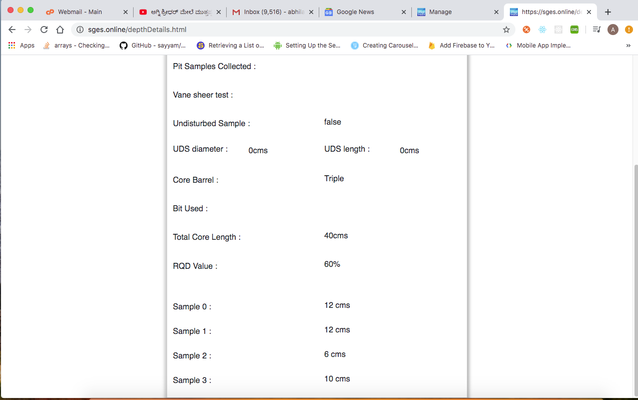 Webmail - Main
ಅಗ್ನಿ ಶ್ರೀಧರ್ ಮೇಲೆ
Inbox (9,516) - abhil
Google News
Manage
https://sges.online/de
sges.online/depthDetails.html
Apps
arrays - Checking...
GitHub - sayyam/...
Retrieving a List o...
Setting Up the Se...
Creating Carousel...
Add Firebase to Y...
Mobile App Imple...
Pit Samples Collected :
Vane sheer test :
Undisturbed Sample : false
UDS diameter : 0cms UDS length : 0cms
Core Barrel : Triple
Bit Used :
Total Core Length : 40cms
RQD Value : 60%
Sample 0 : 12 cms
Sample 1 : 12 cms
Sample 2 : 6 cms
Sample 3 : 10 cms